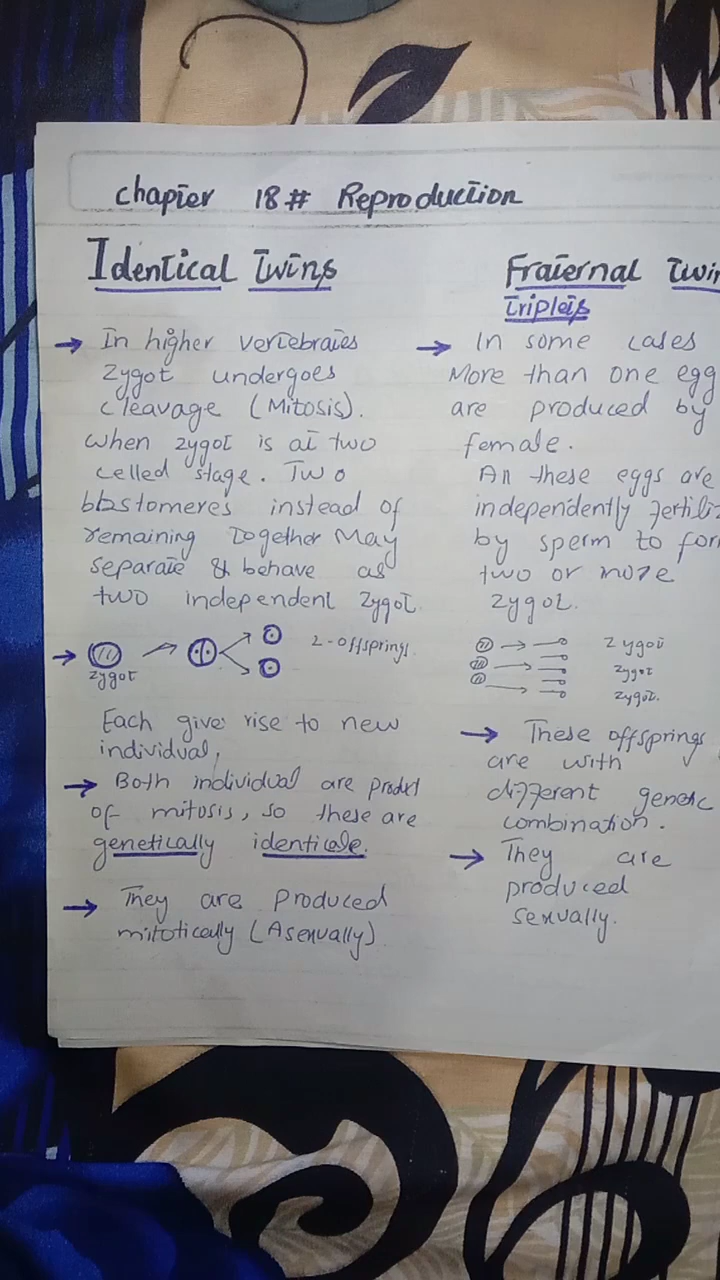 Chapter 18# Reproduction
Identical Twins
→ In higher vertebrates
Zygot undergoes
cleavage (Mitosis).
when zygot is at two
celled stage. Two
blastomeres instead of
remaining together May
separate & behave as
two independent zygot.
→ zygot 2-offsprings.
Each give rise to new
individual,
→ Both individual are product
of mitosis, so these are
genetically identicale.
→ They are Produced
mitotically (Asexually).
Fraternal Twin
Triplets
→ In some cases
More than one egg
are produced by
female.
All these eggs are
independently fertiliz
by sperm to for
two or more
zygot.
Zygot
zygot
zygot.
→ These offsprings
are with
different genetic
combination.
→ They are
produced
sexually.